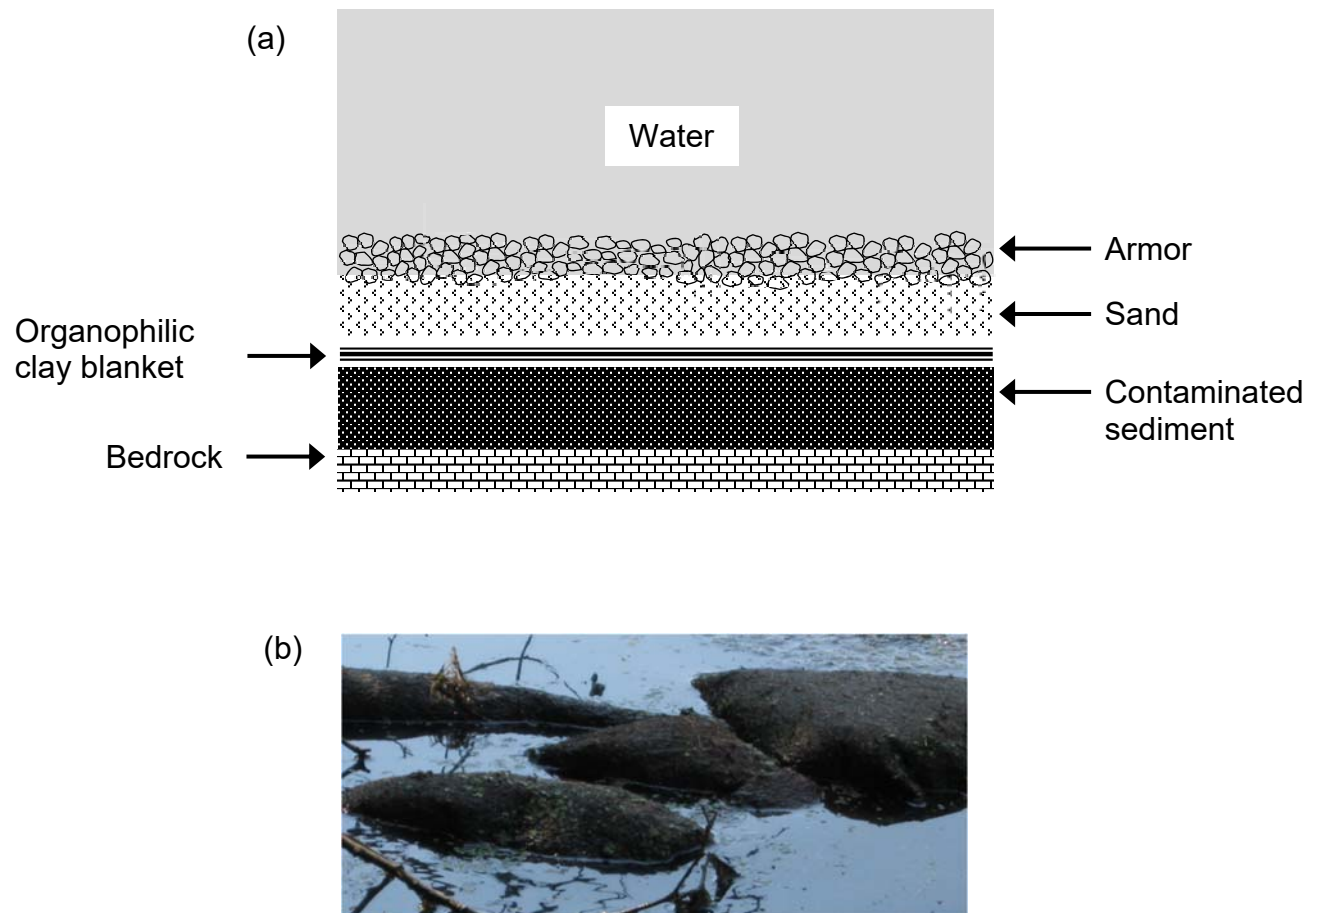 (a)
Water
Armor
Sand
Organophilic
clay blanket
Contaminated
sediment
Bedrock
(b)